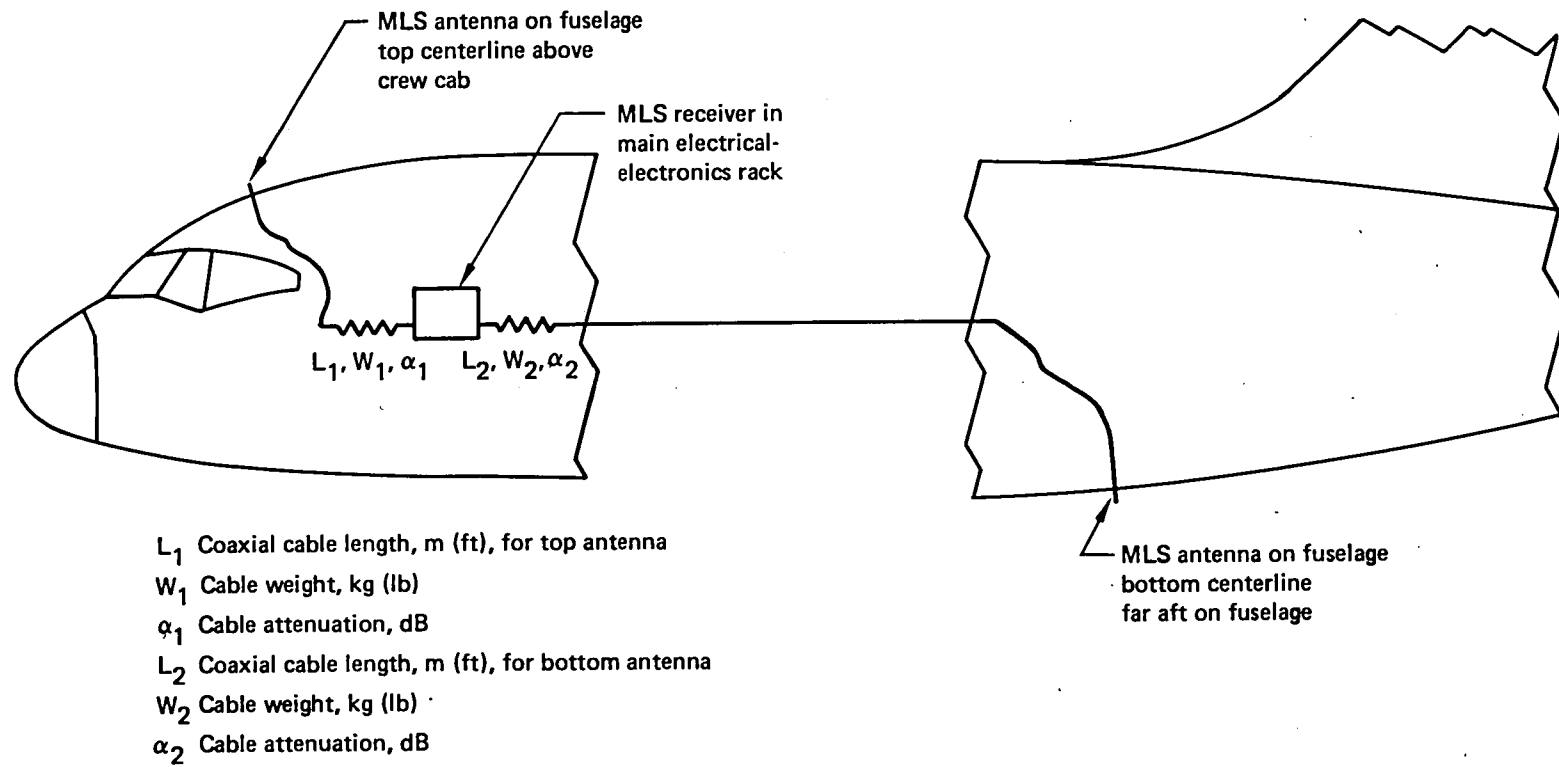 MLS antenna on fuselage
top centerline above
crew cab
MLS receiver in
main electrical-
electronics rack
L₁, W₁, α₁
L₂, W₂, α₂
L₁ Coaxial cable length, m (ft), for top antenna
W₁ Cable weight, kg (lb)
α₁ Cable attenuation, dB
L₂ Coaxial cable length, m (ft), for bottom antenna
W₂ Cable weight, kg (lb)
α₂ Cable attenuation, dB
MLS antenna on fuselage
bottom centerline
far aft on fuselage